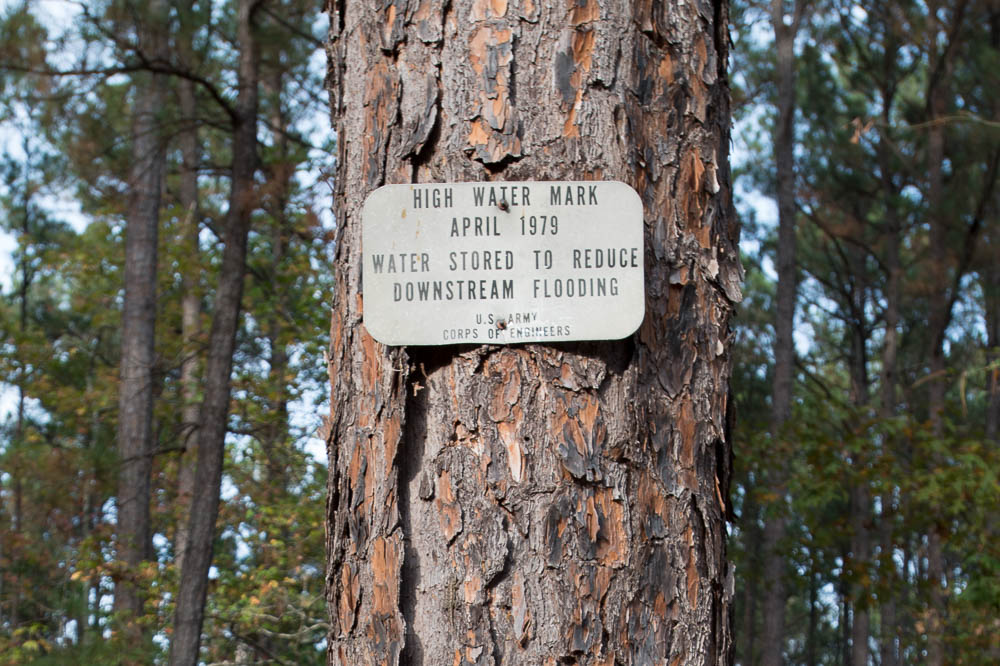 HIGH WATER MARK
APRIL 1979
WATER STORED TO REDUCE
DOWNSTREAM FLOODING
U.S. ARMY
CORPS OF ENGINEERS